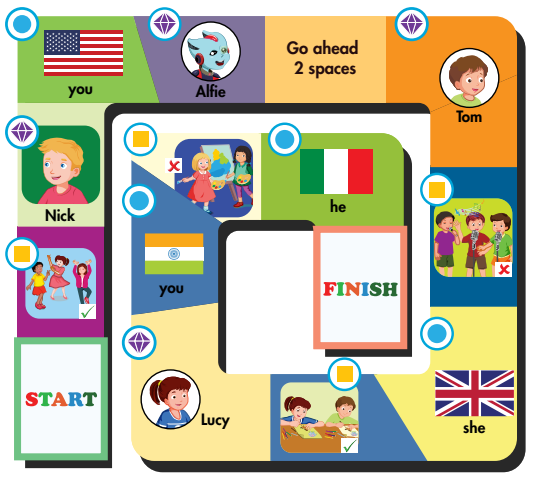 START
Nick
you
Alfie
Go ahead
2 spaces
Tom
she
Lucy
you
he
FINISH